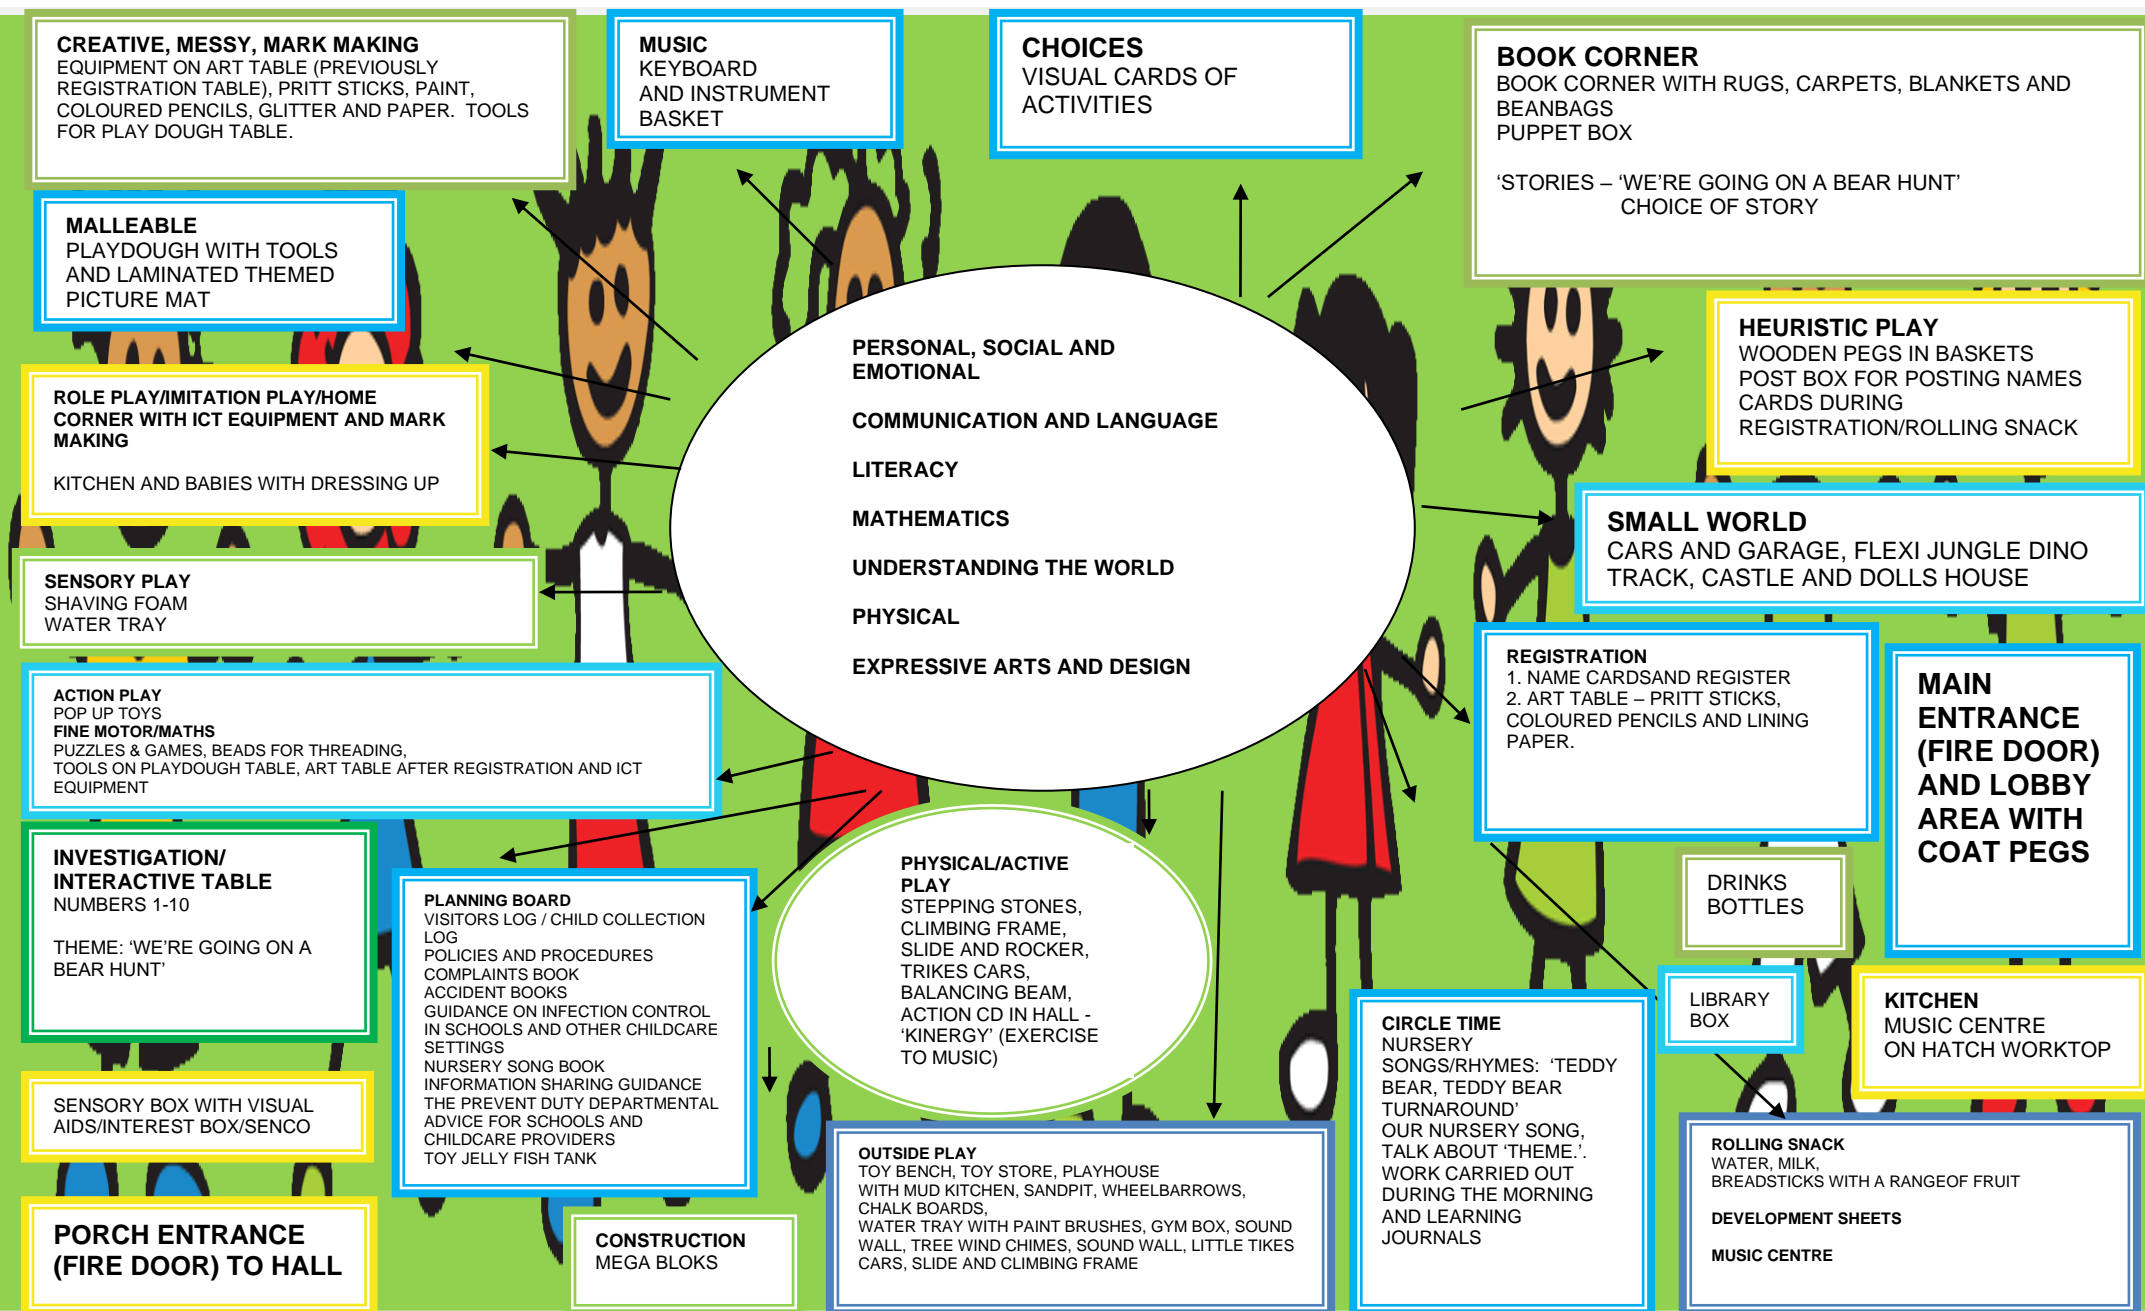 CREATIVE, MESSY, MARK MAKING
EQUIPMENT ON ART TABLE (PREVIOUSLY
REGISTRATION TABLE), PRITT STICKS, PAINT,
COLOURED PENCILS, GLITTER AND PAPER.  TOOLS
FOR PLAY DOUGH TABLE.
MUSIC
KEYBOARD
AND INSTRUMENT
BASKET
CHOICES
VISUAL CARDS OF
ACTIVITIES
BOOK CORNER
BOOK CORNER WITH RUGS, CARPETS, BLANKETS AND
BEANBAGS
PUPPET BOX
‘STORIES – ‘WE’RE GOING ON A BEAR HUNT’
CHOICE OF STORY
MALLEABLE
PLAYDOUGH WITH TOOLS
AND LAMINATED THEMED
PICTURE MAT
HEURISTIC PLAY
WOODEN PEGS IN BASKETS
POST BOX FOR POSTING NAMES
CARDS DURING
REGISTRATION/ROLLING SNACK
ROLE PLAY/IMITATION PLAY/HOME
CORNER WITH ICT EQUIPMENT AND MARK
MAKING
KITCHEN AND BABIES WITH DRESSING UP
PERSONAL, SOCIAL AND
EMOTIONAL
COMMUNICATION AND LANGUAGE
LITERACY
MATHEMATICS
UNDERSTANDING THE WORLD
PHYSICAL
EXPRESSIVE ARTS AND DESIGN
SMALL WORLD
CARS AND GARAGE, FLEXI JUNGLE DINO
TRACK, CASTLE AND DOLLS HOUSE
SENSORY PLAY
SHAVING FOAM
WATER TRAY
REGISTRATION
1. NAME CARDSAND REGISTER
2. ART TABLE – PRITT STICKS,
COLOURED PENCILS AND LINING
PAPER.
MAIN
ENTRANCE
(FIRE DOOR)
AND LOBBY
AREA WITH
COAT PEGS
ACTION PLAY
POP UP TOYS
FINE MOTOR/MATHS
PUZZLES & GAMES, BEADS FOR THREADING,
TOOLS ON PLAYDOUGH TABLE, ART TABLE AFTER REGISTRATION AND ICT
EQUIPMENT
INVESTIGATION/
INTERACTIVE TABLE
NUMBERS 1-10
THEME: ‘WE’RE GOING ON A
BEAR HUNT’
PLANNING BOARD
VISITORS LOG / CHILD COLLECTION
LOG
POLICIES AND PROCEDURES
COMPLAINTS BOOK
ACCIDENT BOOKS
GUIDANCE ON INFECTION CONTROL
IN SCHOOLS AND OTHER CHILDCARE
SETTINGS
NURSERY SONG BOOK
INFORMATION SHARING GUIDANCE
THE PREVENT DUTY DEPARTMENTAL
ADVICE FOR SCHOOLS AND
CHILDCARE PROVIDERS
TOY JELLY FISH TANK
PHYSICAL/ACTIVE
PLAY
STEPPING STONES,
CLIMBING FRAME,
SLIDE AND ROCKER,
TRIKES CARS,
BALANCING BEAM,
ACTION CD IN HALL -
‘KINERGY’ (EXERCISE
TO MUSIC)
DRINKS
BOTTLES
LIBRARY
BOX
KITCHEN
MUSIC CENTRE
ON HATCH WORKTOP
CIRCLE TIME
NURSERY
SONGS/RHYMES:  ‘TEDDY
BEAR, TEDDY BEAR
TURNAROUND’
OUR NURSERY SONG,
TALK ABOUT ‘THEME.’.
WORK CARRIED OUT
DURING THE MORNING
AND LEARNING
JOURNALS
SENSORY BOX WITH VISUAL
AIDS/INTEREST BOX/SENCO
ROLLING SNACK
WATER, MILK,
BREADSTICKS WITH A RANGEOF FRUIT
DEVELOPMENT SHEETS
MUSIC CENTRE
OUTSIDE PLAY
TOY BENCH, TOY STORE, PLAYHOUSE
WITH MUD KITCHEN, SANDPIT, WHEELBARROWS,
CHALK BOARDS,
WATER TRAY WITH PAINT BRUSHES, GYM BOX, SOUND
WALL, TREE WIND CHIMES, SOUND WALL, LITTLE TIKES
CARS, SLIDE AND CLIMBING FRAME
PORCH ENTRANCE
(FIRE DOOR) TO HALL
CONSTRUCTION
MEGA BLOKS